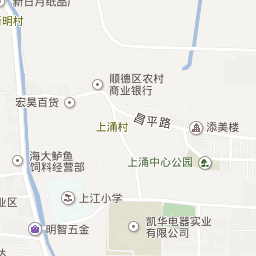 新日月纸品厂
新明村
顺德区农村
商业银行
宏昊百货
昌平路
上涌村
添美楼
海大鲈鱼
饲料经营部
上涌中心公园
上江小学
业区
明智五金
凯华电器实业
有限公司